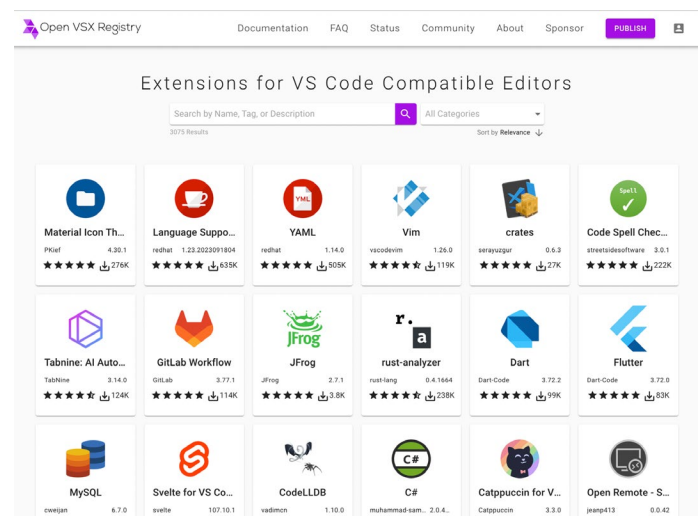 Open VSX Registry
Documentation FAQ Status Community About Sponsor PUBLISH
Extensions for VS Code Compatible Editors
Search by Name, Tag, or Description
All Categories
3075 Results
Sort by Relevance
YML
Spell
Material Icon Th...
Language Suppo...
YAML
Vim
crates
Code Spell Chec...
PKief 4.30.1
redhat 1.23.2023091804
redhat 1.14.0
vscodevim 1.26.0
serayuzgur 0.6.3
streetsidesoftware 3.0.1
276K
635K
505K
119K
27K
222K
JFrog
r.
a
Tabnine: AI Auto...
GitLab Workflow
JFrog
rust-analyzer
Dart
Flutter
TabNine 3.14.0
GitLab 3.77.1
JFrog 2.7.1
rust-lang 0.4.1664
Dart-Code 3.72.2
Dart-Code 3.72.0
124K
114K
3.8K
238K
99K
83K
C#
MySQL
Svelte for VS Co...
CodeLLDB
C#
Catppuccin for V...
Open Remote - S...
cweijan 6.7.0
svelte 107.10.1
vadimcn 1.10.0
muhammad-sam... 2.0.4...
Catppuccin 3.3.0
jeanp413 0.0.42